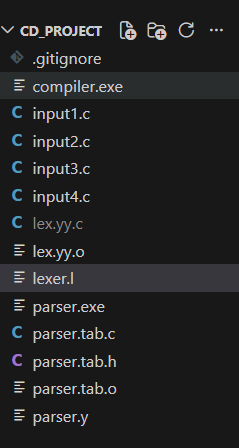 CD_PROJECT
.gitignore
compiler.exe
C input1.c
C input2.c
C input3.c
C input4.c
C lex.yy.c
lex.yy.o
lexer.l
parser.exe
C parser.tab.c
C parser.tab.h
parser.tab.o
parser.y